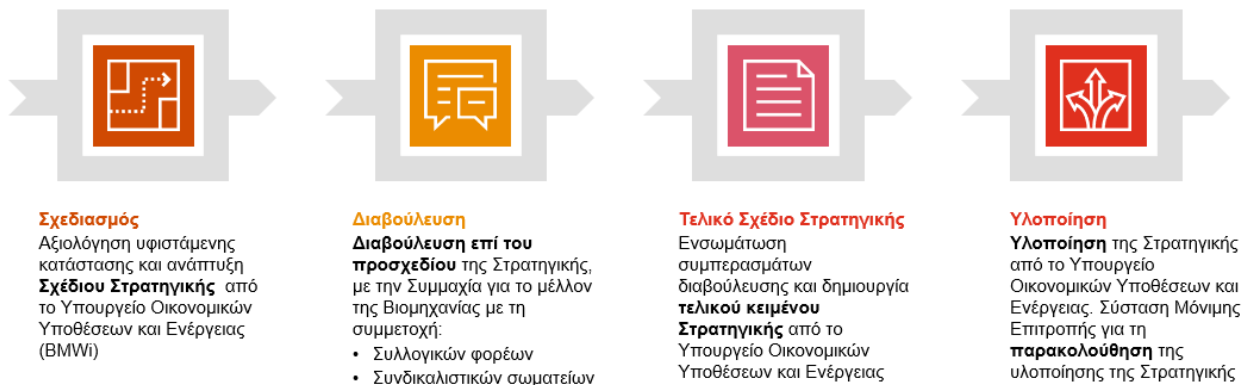 Σχεδιασμός
Αξιολόγηση υφιστάμενης
κατάστασης και ανάπτυξη
Σχέδιου Στρατηγικής από
το Υπουργείο Οικονομικών
Υποθέσεων και Ενέργειας
(BMWi)
Διαβούλευση
Διαβούλευση επί του
προσχεδίου της Στρατηγικής,
με την Συμμαχία για το μέλλον
της Βιομηχανίας με τη
συμμετοχή:
• Συλλογικών φορέων
• Συνδικαλιστικών σωματείων
Τελικό Σχέδιο Στρατηγικής
Ενσωμάτωση
συμπερασμάτων
διαβούλευσης και δημιουργία
τελικού κειμένου
Στρατηγικής από το
Υπουργείο Οικονομικών
Υποθέσεων και Ενέργειας
Υλοποίηση
Υλοποίηση της Στρατηγικής
από το Υπουργείο
Οικονομικών Υποθέσεων και
Ενέργειας. Σύσταση Μόνιμης
Επιτροπής για τη
παρακολούθηση της
υλοποίησης της Στρατηγικής